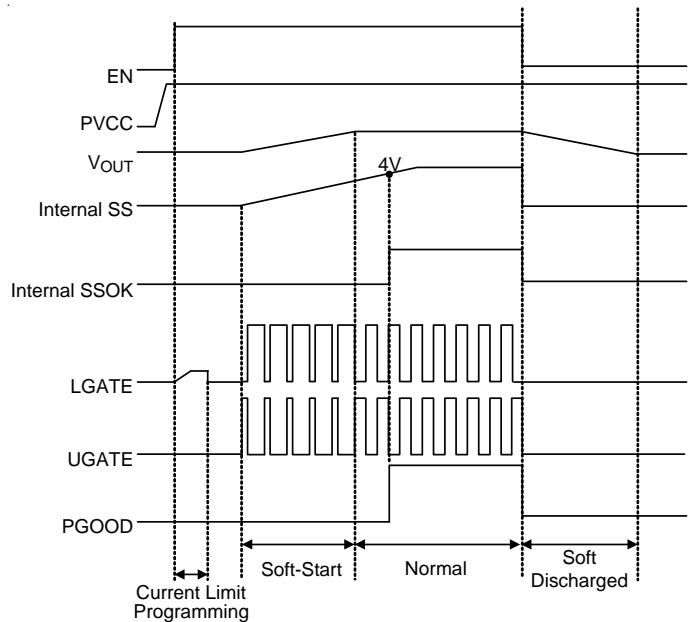 EN
PVCC
VOUT
4V
Internal SS
Internal SSOK
LGATE
UGATE
PGOOD
Soft-Start
Normal
Soft
Discharged
Current Limit
Programming